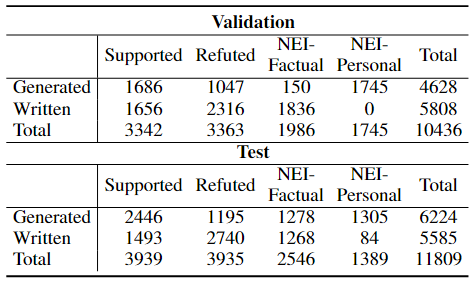 Validation
Supported Refuted NEI-Factual NEI-Personal Total
Generated 1686 1047 150 1745 4628
Written 1656 2316 1836 0 5808
Total 3342 3363 1986 1745 10436
Test
Supported Refuted NEI-Factual NEI-Personal Total
Generated 2446 1195 1278 1305 6224
Written 1493 2740 1268 84 5585
Total 3939 3935 2546 1389 11809